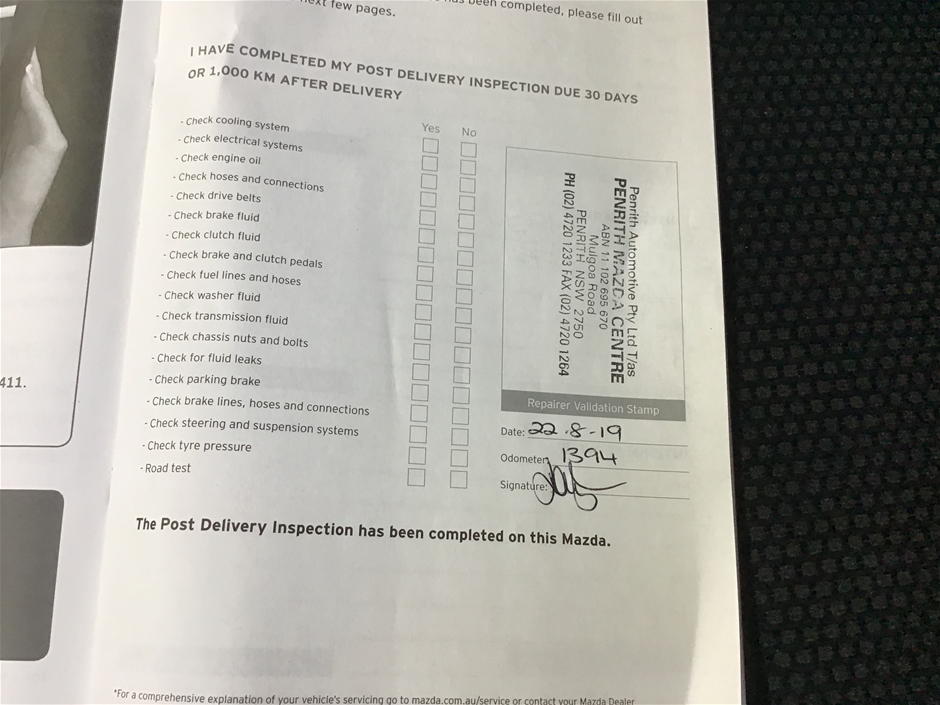 next few pages.
been completed, please fill out
I HAVE COMPLETED MY POST DELIVERY INSPECTION DUE 30 DAYS
OR 1,000 KM AFTER DELIVERY
Yes No
- Check cooling system
- Check electrical systems
- Check engine oil
- Check hoses and connections
- Check drive belts
- Check brake fluid
- Check clutch fluid
- Check brake and clutch pedals
- Check fuel lines and hoses
- Check washer fluid
- Check transmission fluid
- Check chassis nuts and bolts
- Check for fluid leaks
- Check parking brake
- Check brake lines, hoses and connections
- Check steering and suspension systems
- Check tyre pressure
- Road test
Penrith Automotive Pty Ltd T/as
PENRITH MAZDA CENTRE
ABN 11 102 695 670
Mulgoa Road
PENRITH NSW 2750
PH (02) 4720 1233 FAX (02) 4720 1264
Repairer Validation Stamp
Date: 22.8-19
Odometer: 1394
Signature:
The Post Delivery Inspection has been completed on this Mazda.
*For a comprehensive explanation of your vehicle's servicing go to mazda.com.au/service or contact your Mazda Dealer
411.